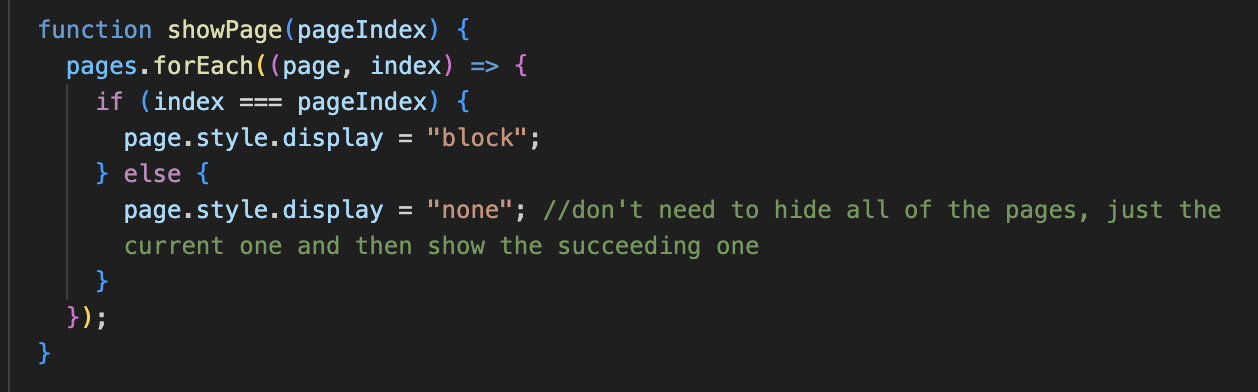 function showPage(pageIndex) {
  pages.forEach((page, index) => {
    if (index === pageIndex) {
      page.style.display = "block";
    } else {
      page.style.display = "none"; //don't need to hide all of the pages, just the
      current one and then show the succeeding one
    }
  });
}